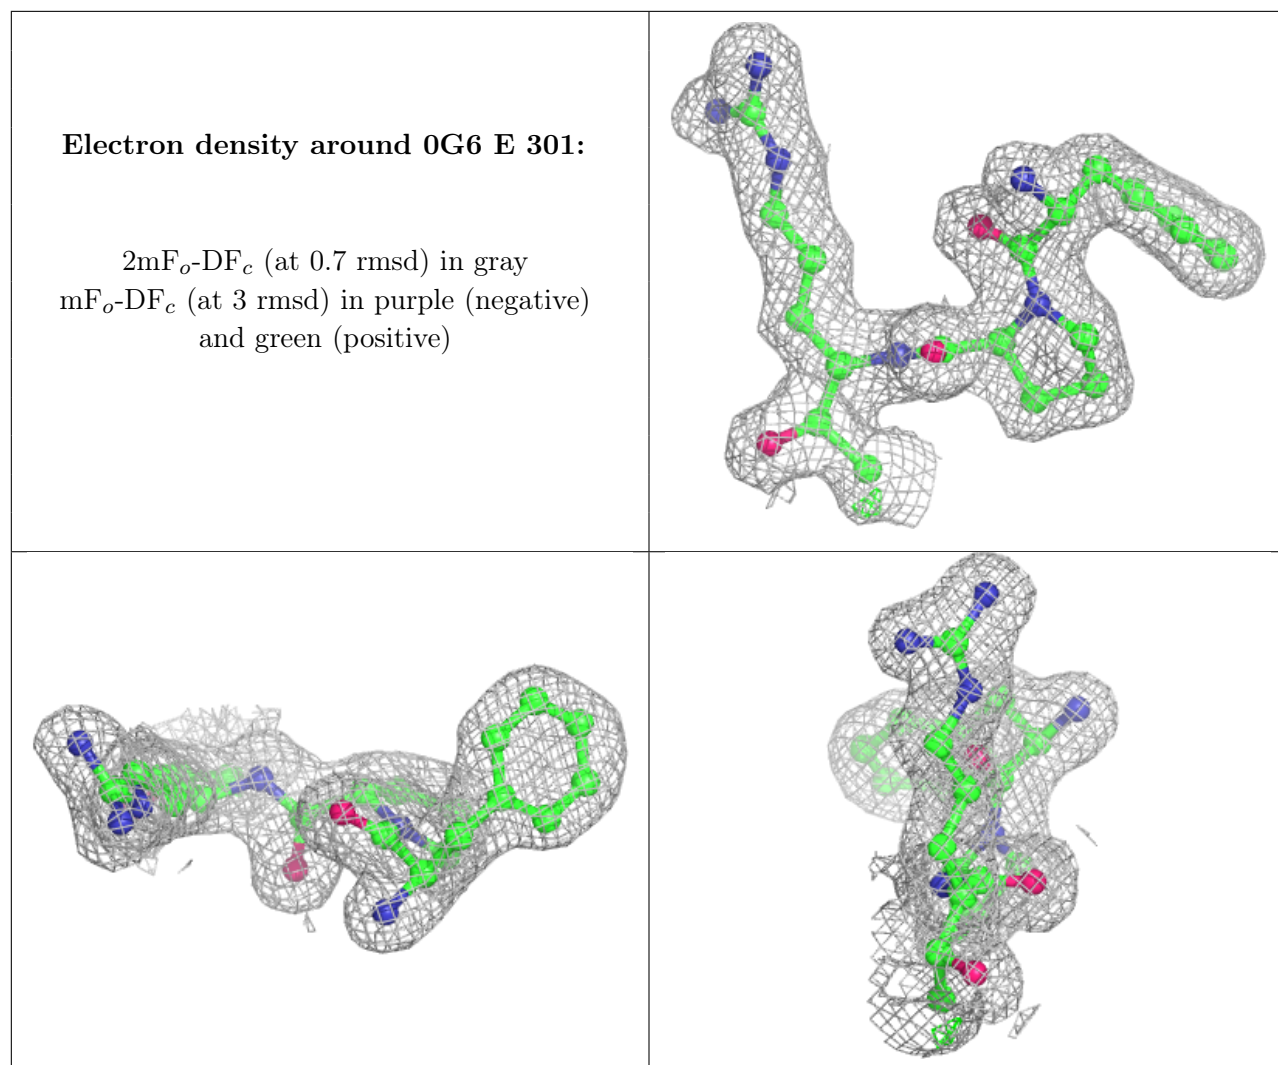 Electron density around 0G6 E 301:
2mFo-DFc (at 0.7 rmsd) in gray
mFo-DFc (at 3 rmsd) in purple (negative)
and green (positive)